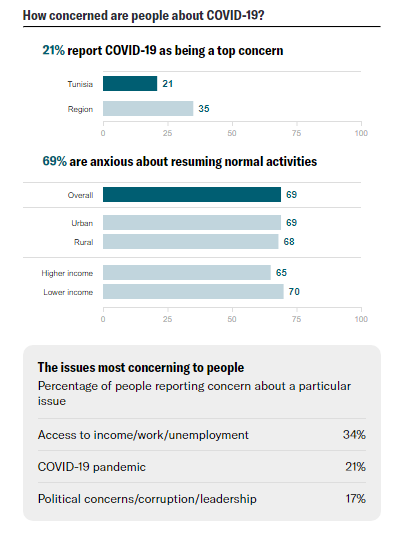 How concerned are people about COVID-19?
21% report COVID-19 as being a top concern
Tunisia 21
Region 35
0 25 50 75 100
69% are anxious about resuming normal activities
Overall 69
Urban 69
Rural 68
Higher income 65
Lower income 70
0 25 50 75 100
The issues most concerning to people
Percentage of people reporting concern about a particular
issue
Access to income/work/unemployment 34%
COVID-19 pandemic 21%
Political concerns/corruption/leadership 17%